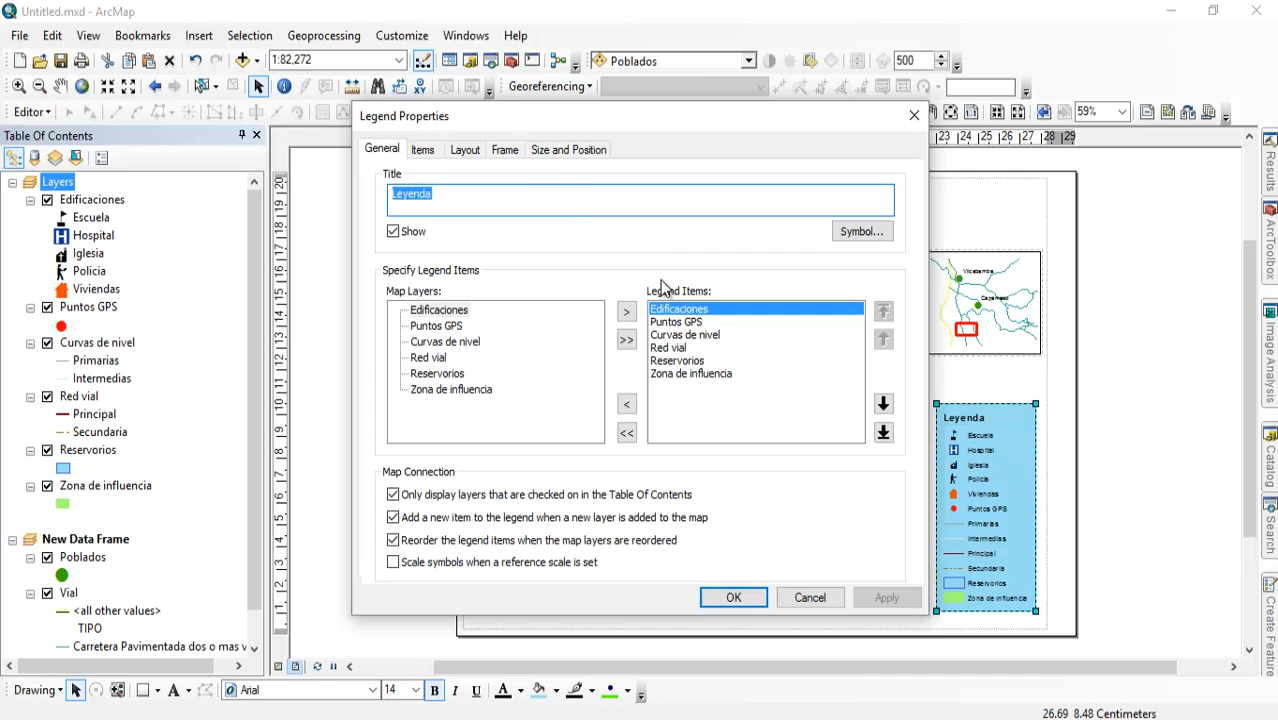 Untitled.mxd - ArcMap
File Edit View Bookmarks Insert Selection Geoprocessing Customize Windows Help
1:82,272 Poblados 500
Georeferencing
Editor 59%
Table Of Contents
Layers
Edificaciones
Escuela
Hospital
Iglesia
Policia
Viviendas
Puntos GPS
Curvas de nivel
Primarias
Intermedias
Red vial
Principal
Secundaria
Reservorios
Zona de influencia
New Data Frame
Poblados
Vial
<all other values>
TIPO
Carretera Pavimentada dos o mas v
Legend Properties
General Items Layout Frame Size and Position
Title
Leyenda
Show
Symbol...
Specify Legend Items
Map Layers:
Edificaciones
Puntos GPS
Curvas de nivel
Red vial
Reservorios
Zona de influencia
>
>>
<
<<
Legend Items:
Edificaciones
Puntos GPS
Curvas de nivel
Red vial
Reservorios
Zona de influencia
Map Connection
Only display layers that are checked on in the Table Of Contents
Add a new item to the legend when a new layer is added to the map
Reorder the legend items when the map layers are reordered
Scale symbols when a reference scale is set
OK Cancel Apply
23 24 25 26 27 28 29
Vilcabamba
Leyenda
Escuela
Hospital
Iglesia
Policia
Viviendas
Puntos GPS
Primarias
Intermedias
Principal
Secundaria
Reservorios
Zona de influencia
Results
ArcToolbox
Image Analysis
Catalog
Search
Create Feature
Drawing Arial 14 B I U A
26.69 8.48 Centimeters